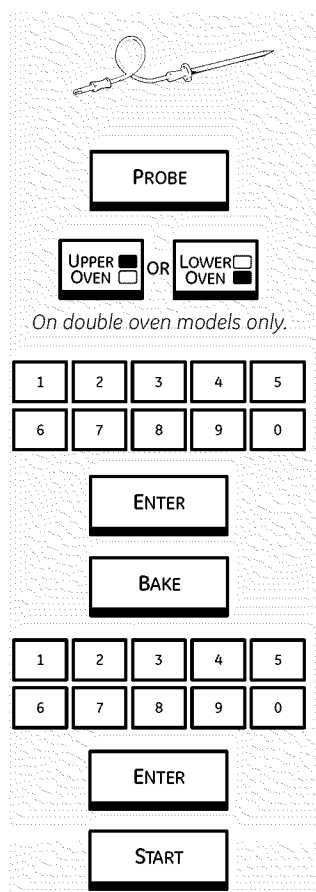 PROBE
UPPER OVEN OR LOWER OVEN
On double oven models only.
1 2 3 4 5
6 7 8 9 0
ENTER
BAKE
1 2 3 4 5
6 7 8 9 0
ENTER
START